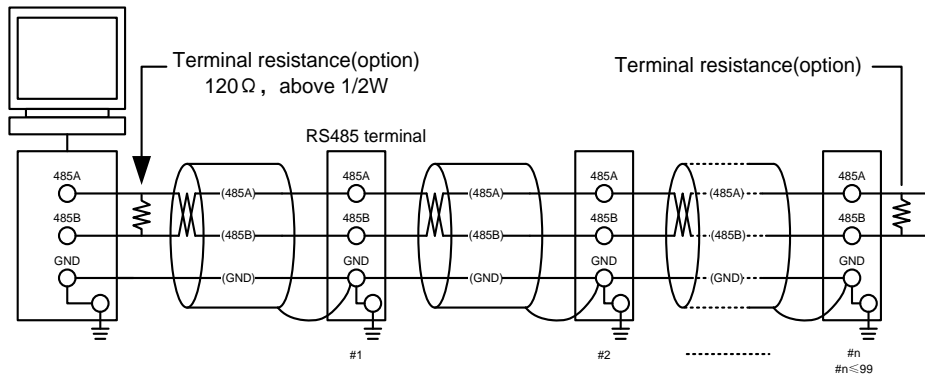 Terminal resistance(option)
120Ω，above 1/2W
Terminal resistance(option)
RS485 terminal
485A
(485A)
485A
(485A)
485A
(485A)
485A
485B
(485B)
485B
(485B)
485B
(485B)
485B
GND
(GND)
GND
(GND)
GND
(GND)
GND
#1
#2
#n
#n≤99